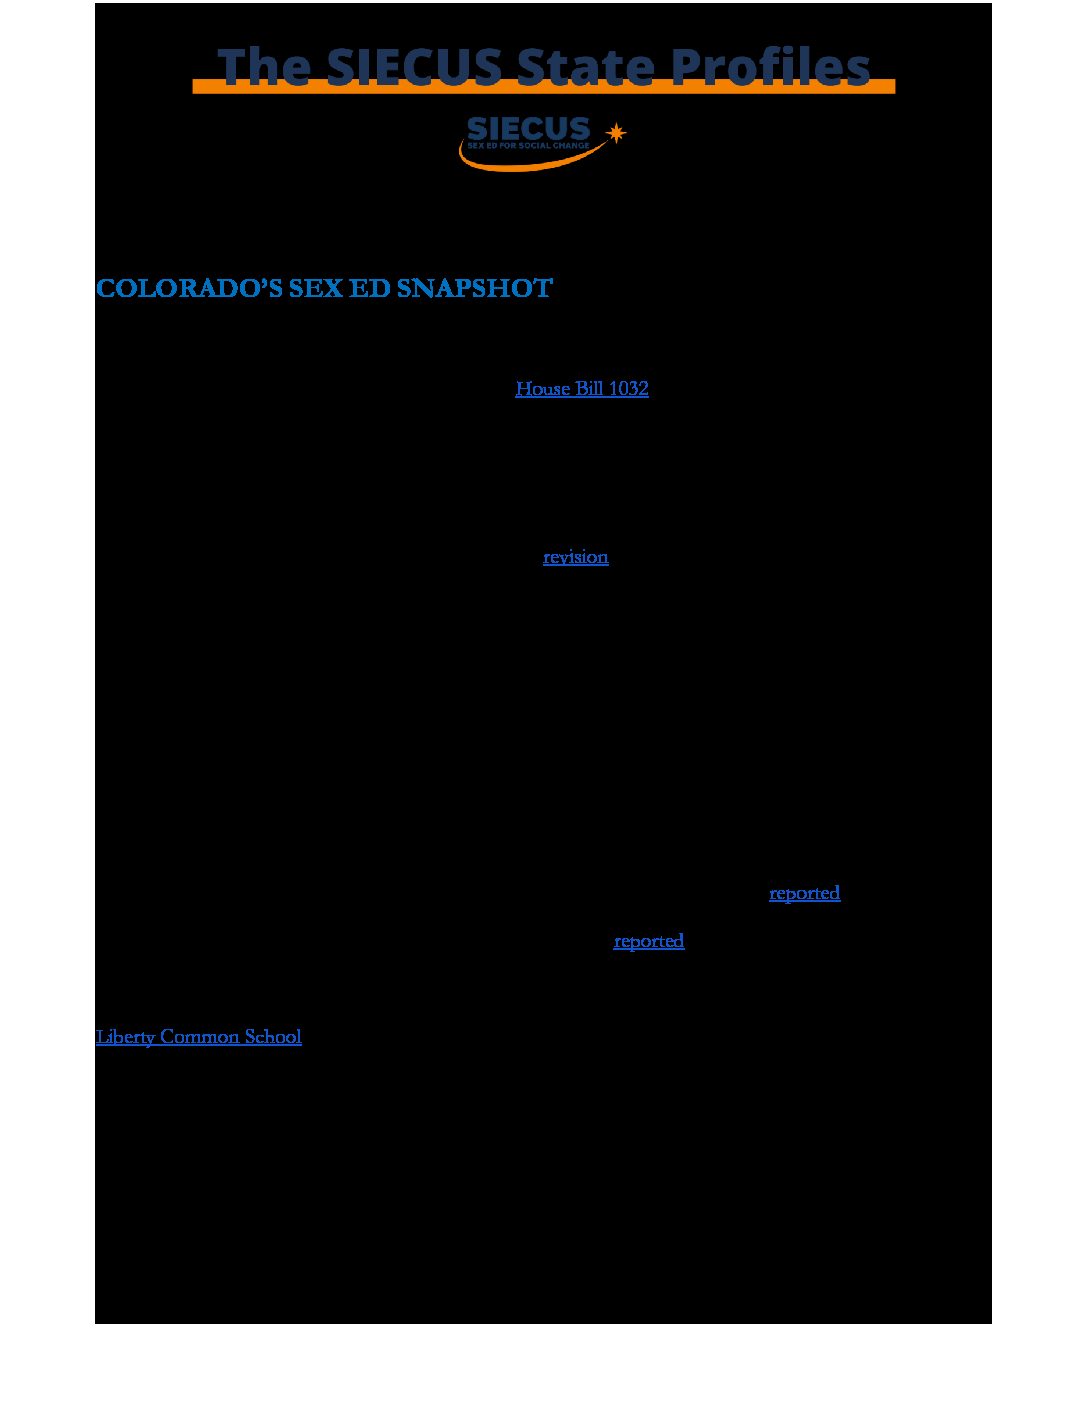 The SIECUS State Profiles
SIECUS
SEX ED FOR SOCIAL CHANGE
COLORADO’S SEX ED SNAPSHOT
House Bill 1032
revision
reported
reported
Liberty Common School